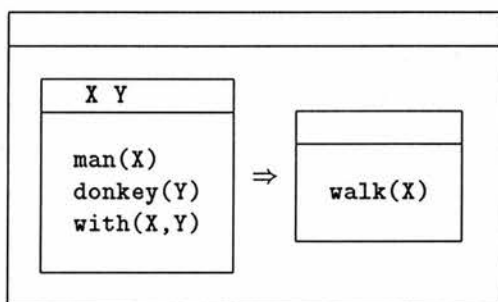 X Y
man(X)
donkey(Y)
with(X,Y)
⇒
walk(X)